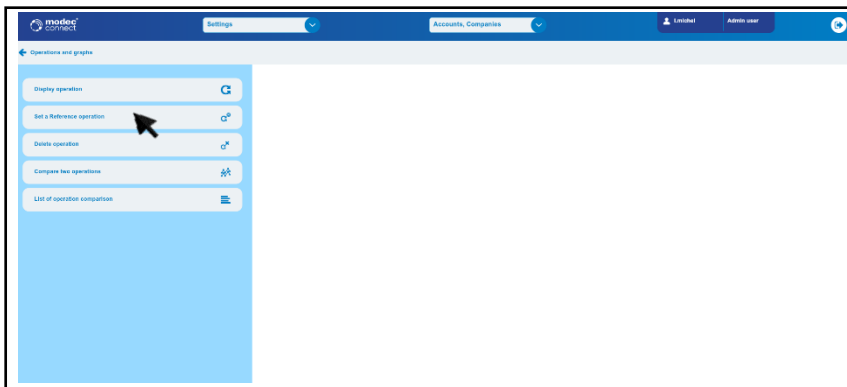 modec
connect
Settings
Accounts, Companies
Lmichel
Admin user
Operations and graphs
Display operation
Set a Reference operation
Delete operation
Compare two operations
List of operation comparison